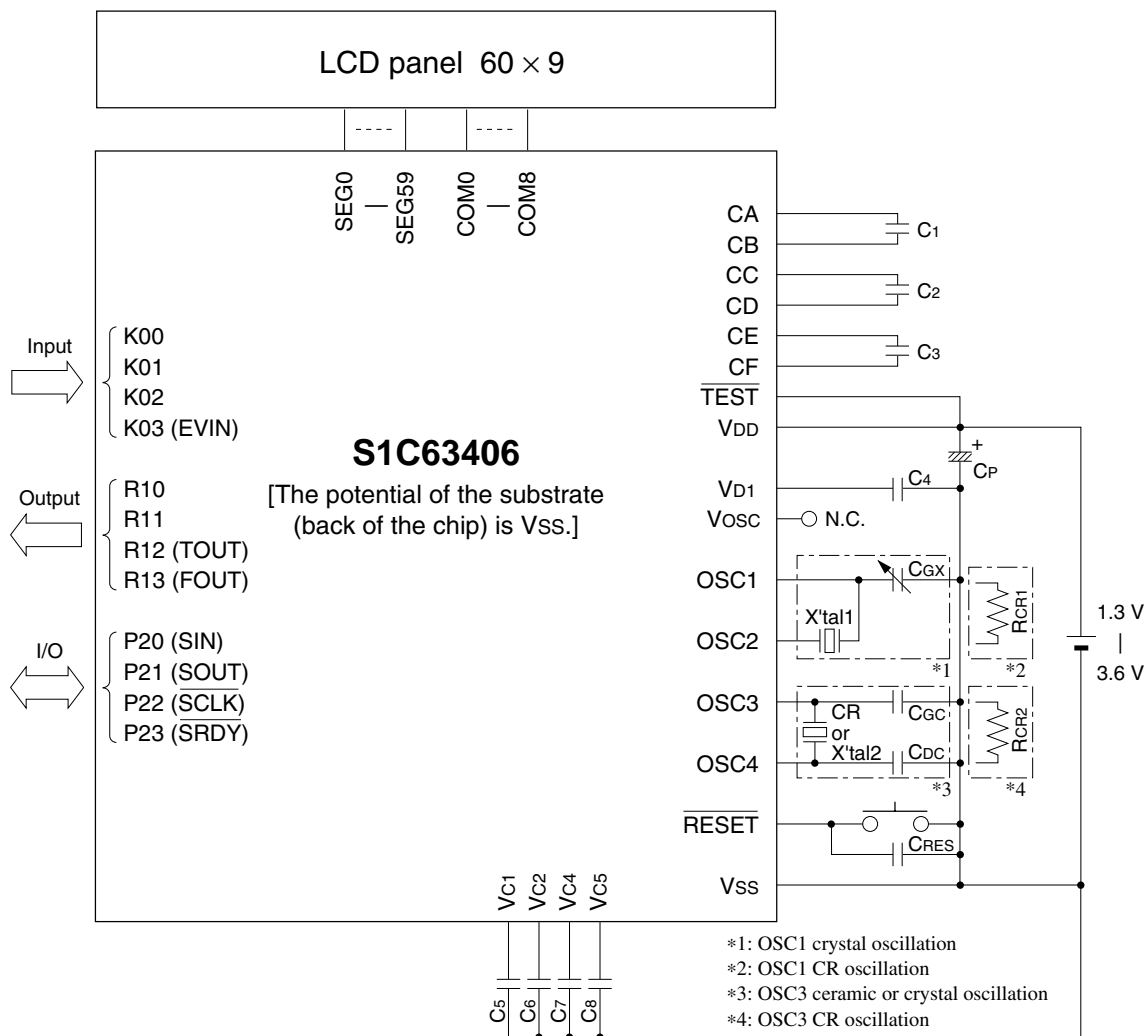 LCD panel 60 × 9
SEG0
SEG59
COM0
COM8
CA
CB
C1
CC
CD
C2
CE
CF
C3
TEST
VDD
+
CP
VD1
C4
VOSC
N.C.
Input
K00
K01
K02
K03 (EVIN)
Output
R10
R11
R12 (TOUT)
R13 (FOUT)
I/O
P20 (SIN)
P21 (SOUT)
P22 (SCLK)
P23 (SRDY)
S1C63406
[The potential of the substrate
(back of the chip) is VSS.]
OSC1
CGX
X'tal1
OSC2
*1
RCR1
*2
1.3 V
|
3.6 V
OSC3
CGC
CR
or
X'tal2
OSC4
CDC
*3
RCR2
*4
RESET
CRES
VSS
VC1
VC2
VC4
VC5
C5
C6
C7
C8
*1: OSC1 crystal oscillation
*2: OSC1 CR oscillation
*3: OSC3 ceramic or crystal oscillation
*4: OSC3 CR oscillation